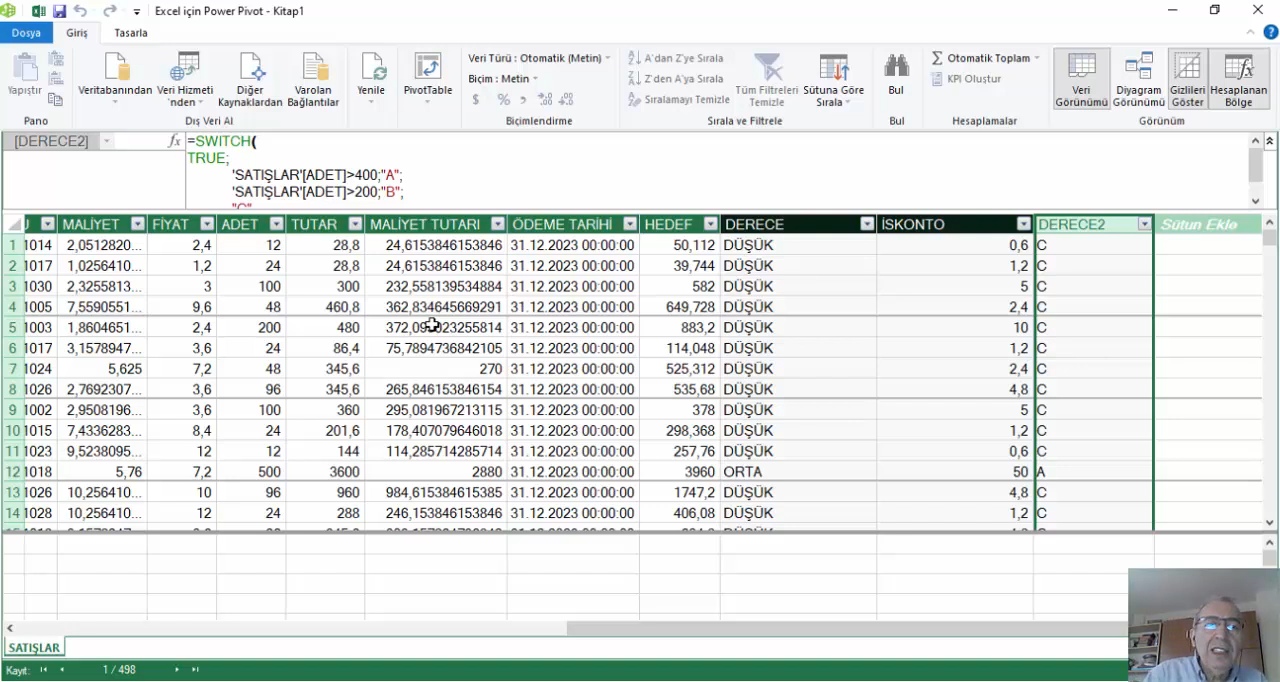 Excel için Power Pivot - Kitap1
Dosya Giriş Tasarla
Yapıştır
Veritabanından
Veri Hizmeti 'nden
Diğer Kaynaklardan
Varolan Bağlantılar
Yenile
PivotTable
Veri Türü : Otomatik (Metin)
Biçim : Metin
$ % ,
A'dan Z'ye Sırala
Z'den A'ya Sırala
Sıralamayı Temizle
Tüm Filtreleri Temizle
Sütuna Göre Sırala
Bul
Otomatik Toplam
KPI Oluştur
Veri Görünümü
Diyagram Görünümü
Gizlileri Göster
Hesaplanan Bölge
Pano Dış Veri Al Biçimlendirme Sırala ve Filtrele Bul Hesaplamalar Görünüm
[DERECE2] fx =SWITCH(
TRUE;
'SATIŞLAR'[ADET]>400;"A";
'SATIŞLAR'[ADET]>200;"B";
"C"
MALİYET FİYAT ADET TUTAR MALİYET TUTARI ÖDEME TARİHİ HEDEF DERECE İSKONTO DERECE2 Sütun Ekle
1 1014 2,0512820... 2,4 12 28,8 24,6153846153846 31.12.2023 00:00:00 50,112 DÜŞÜK 0,6 C
2 1017 1,0256410... 1,2 24 28,8 24,6153846153846 31.12.2023 00:00:00 39,744 DÜŞÜK 1,2 C
3 1030 2,3255813... 3 100 300 232,558139534884 31.12.2023 00:00:00 582 DÜŞÜK 5 C
4 1005 7,5590551... 9,6 48 460,8 362,834645669291 31.12.2023 00:00:00 649,728 DÜŞÜK 2,4 C
5 1003 1,8604651... 2,4 200 480 31.12.2023 00:00:00 883,2 DÜŞÜK 10 C
6 1017 3,1578947... 3,6 24 86,4 75,7894736842105 31.12.2023 00:00:00 114,048 DÜŞÜK 1,2 C
7 1024 5,625 7,2 48 345,6 270 31.12.2023 00:00:00 525,312 DÜŞÜK 2,4 C
8 1026 2,7692307... 3,6 96 345,6 265,846153846154 31.12.2023 00:00:00 535,68 DÜŞÜK 4,8 C
9 1002 2,9508196... 3,6 100 360 295,081967213115 31.12.2023 00:00:00 378 DÜŞÜK 5 C
10 1015 7,4336283... 8,4 24 201,6 178,407079646018 31.12.2023 00:00:00 298,368 DÜŞÜK 1,2 C
11 1023 9,5238095... 12 12 144 114,285714285714 31.12.2023 00:00:00 257,76 DÜŞÜK 0,6 C
12 1018 5,76 7,2 500 3600 2880 31.12.2023 00:00:00 3960 ORTA 50 A
13 1026 10,256410... 10 96 960 984,615384615385 31.12.2023 00:00:00 1747,2 DÜŞÜK 4,8 C
14 1028 10,256410... 12 24 288 246,153846153846 31.12.2023 00:00:00 406,08 DÜŞÜK 1,2 C
SATIŞLAR
Kayıt: 1 / 498